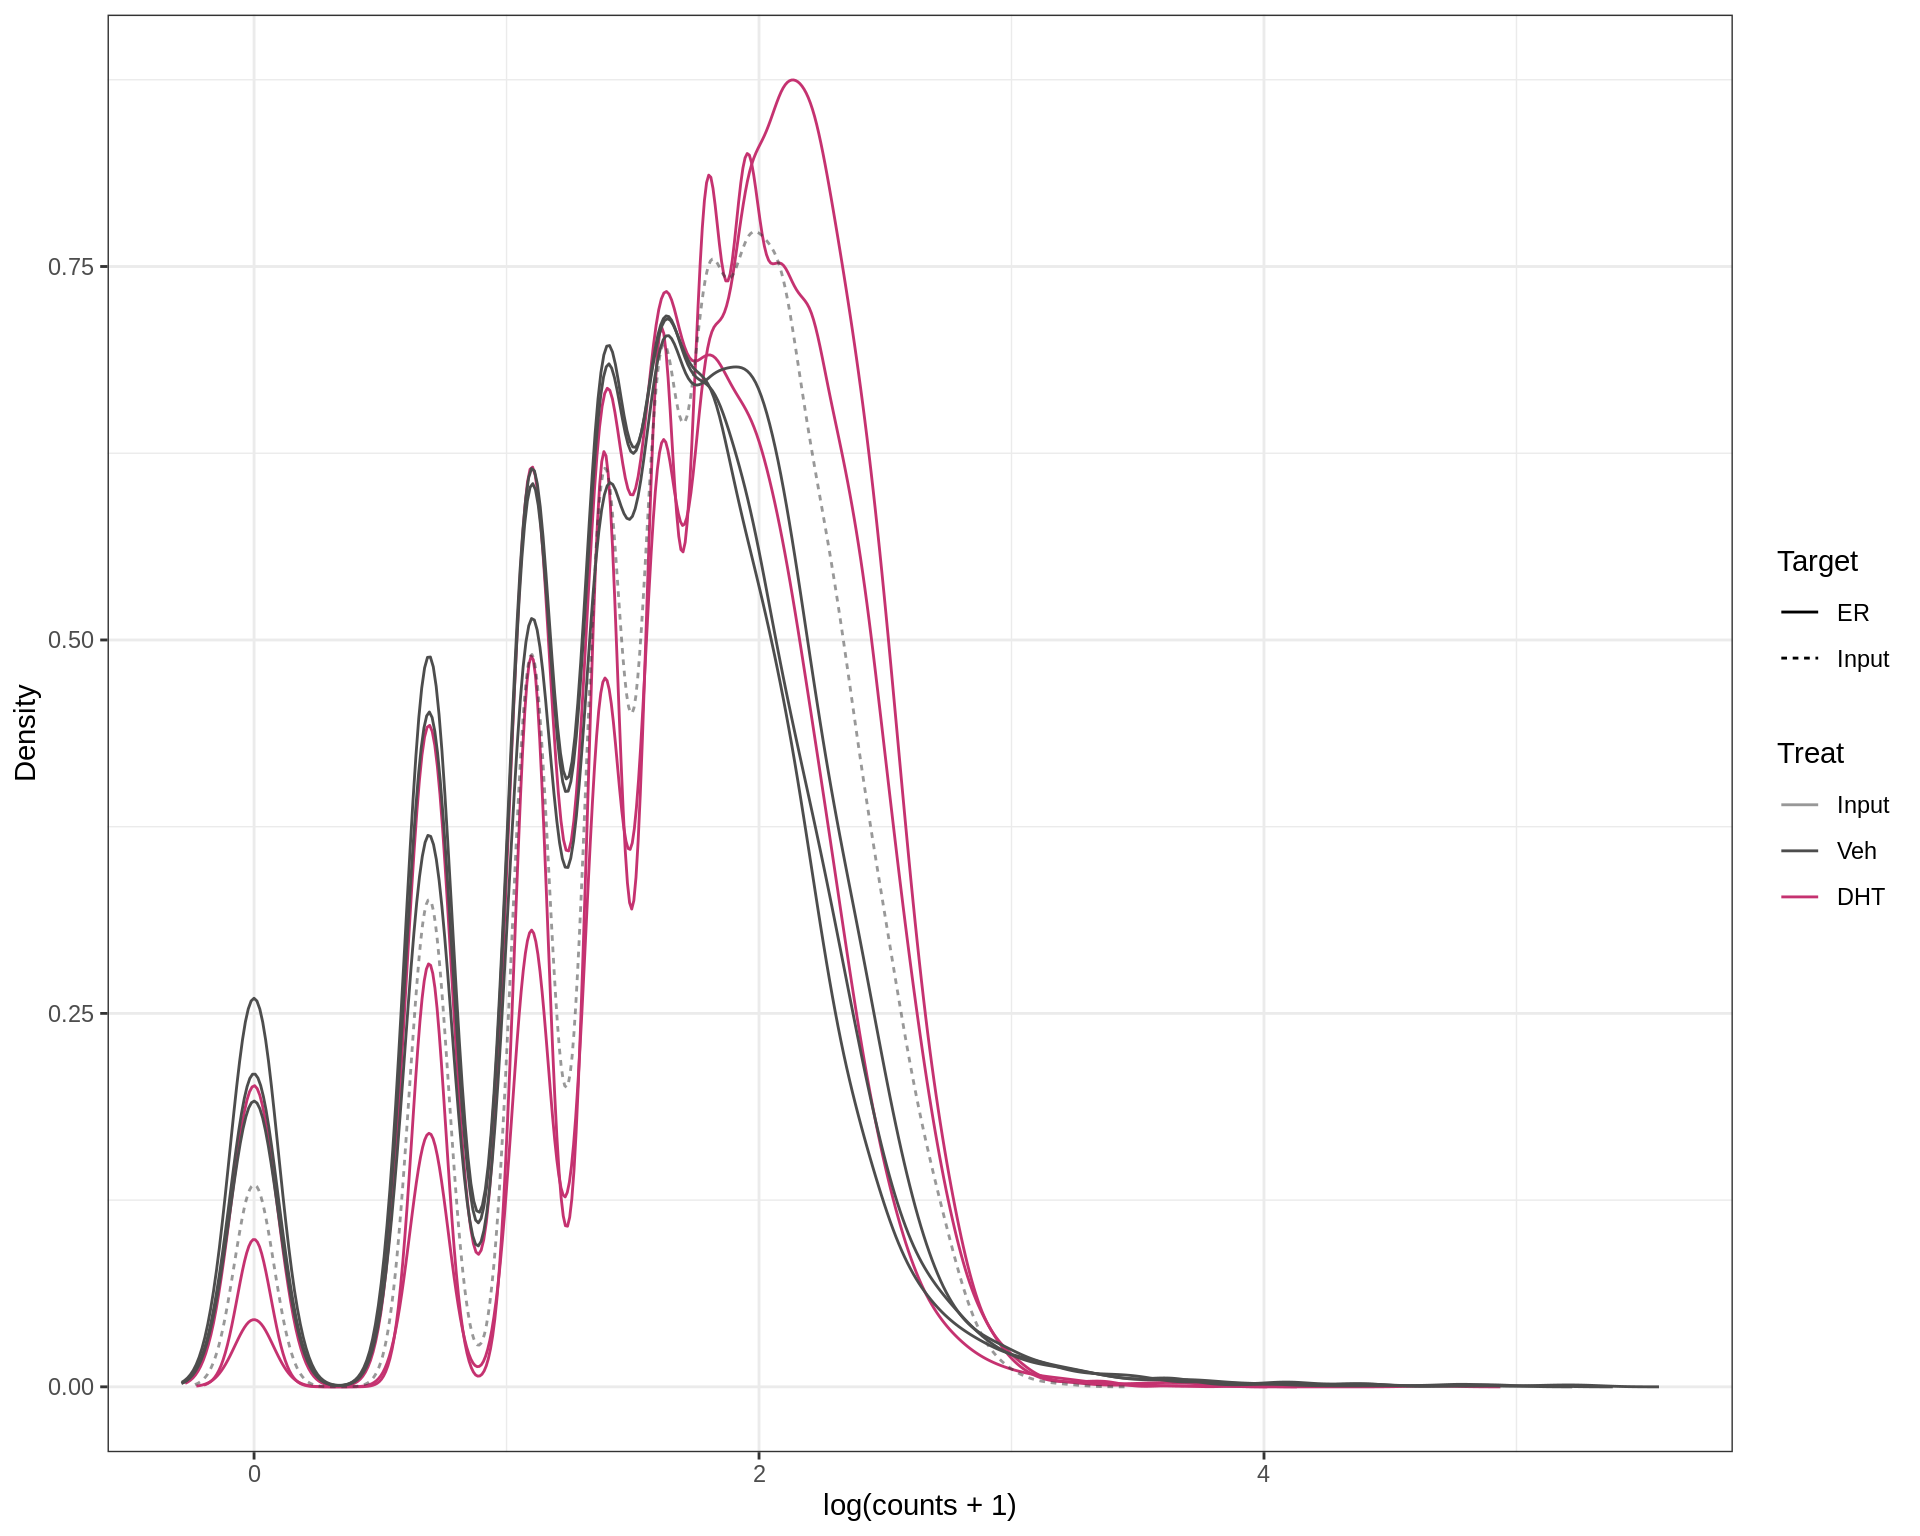 Density
0.75
0.50
0.25
0.00
0
2
4
log(counts + 1)
Target
ER
Input
Treat
Input
Veh
DHT